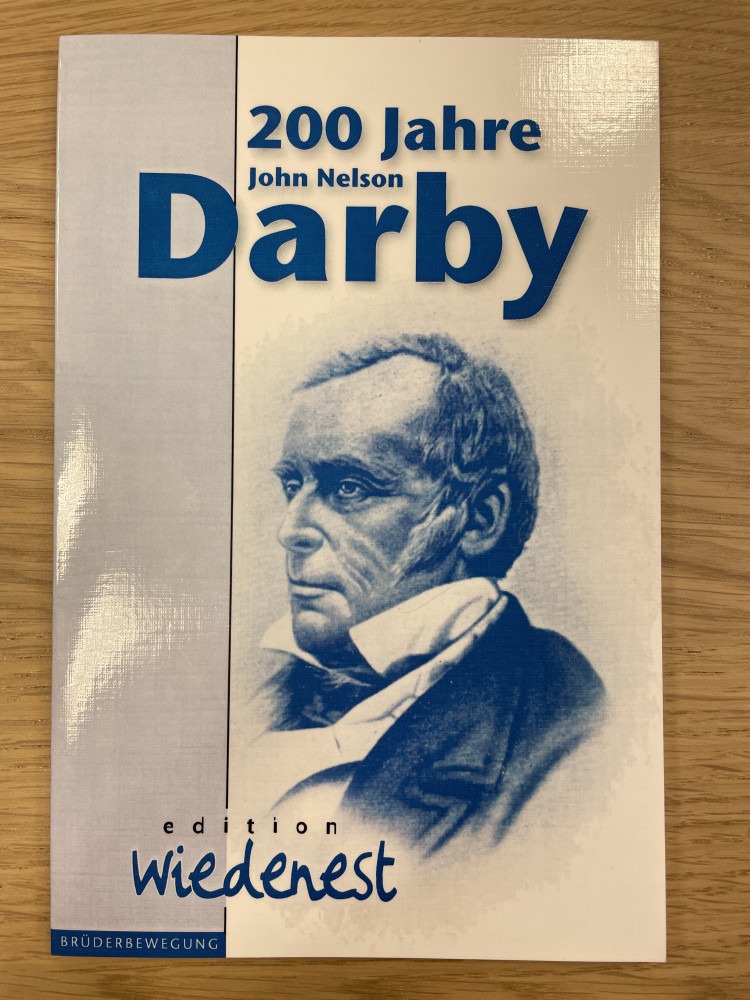 200 Jahre
John Nelson
Darby
edition
wiedenest
BRÜDERBEWEGUNG